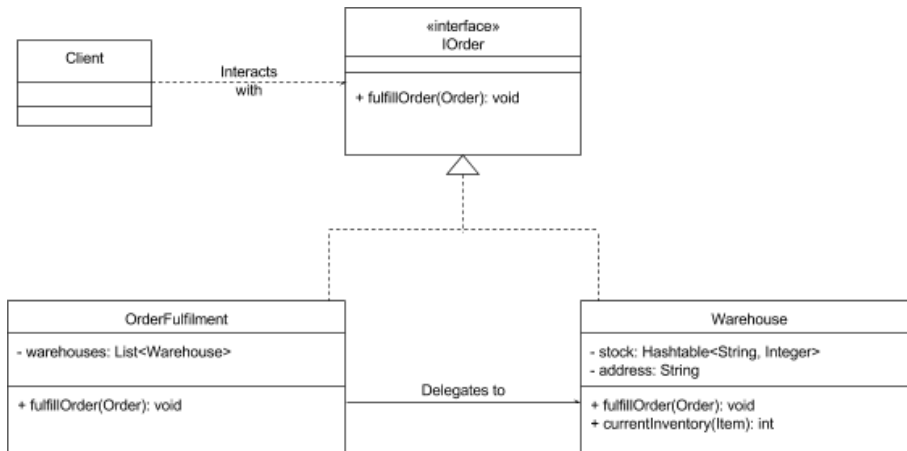 «interface»
IOrder
Client
Interacts
with
+ fulfillOrder(Order): void
OrderFulfilment
- warehouses: List<Warehouse>
+ fulfillOrder(Order): void
Delegates to
Warehouse
- stock: Hashtable<String, Integer>
- address: String
+ fulfillOrder(Order): void
+ currentInventory(Item): int